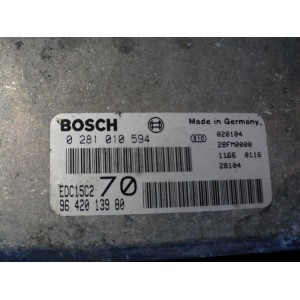 BOSCH
Made in Germany
0 281 010 594
020104
S10
28FM0000
1166 0116
28104
EDC15C2 70
96 420 139 80